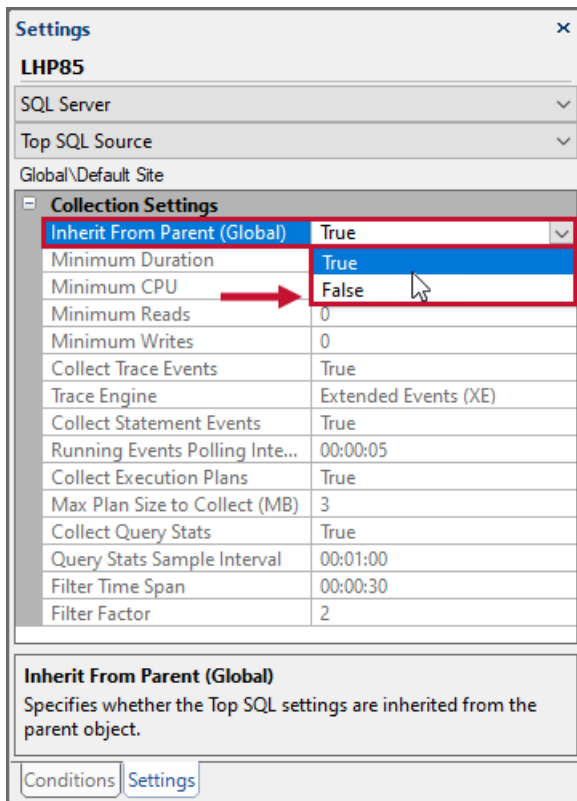 Settings
LHP85
SQL Server
Top SQL Source
Global\Default Site
Collection Settings
Inherit From Parent (Global) True
Minimum Duration True
Minimum CPU False
Minimum Reads 0
Minimum Writes 0
Collect Trace Events True
Trace Engine Extended Events (XE)
Collect Statement Events True
Running Events Polling Inte... 00:00:05
Collect Execution Plans True
Max Plan Size to Collect (MB) 3
Collect Query Stats True
Query Stats Sample Interval 00:01:00
Filter Time Span 00:00:30
Filter Factor 2
Inherit From Parent (Global)
Specifies whether the Top SQL settings are inherited from the
parent object.
Conditions Settings